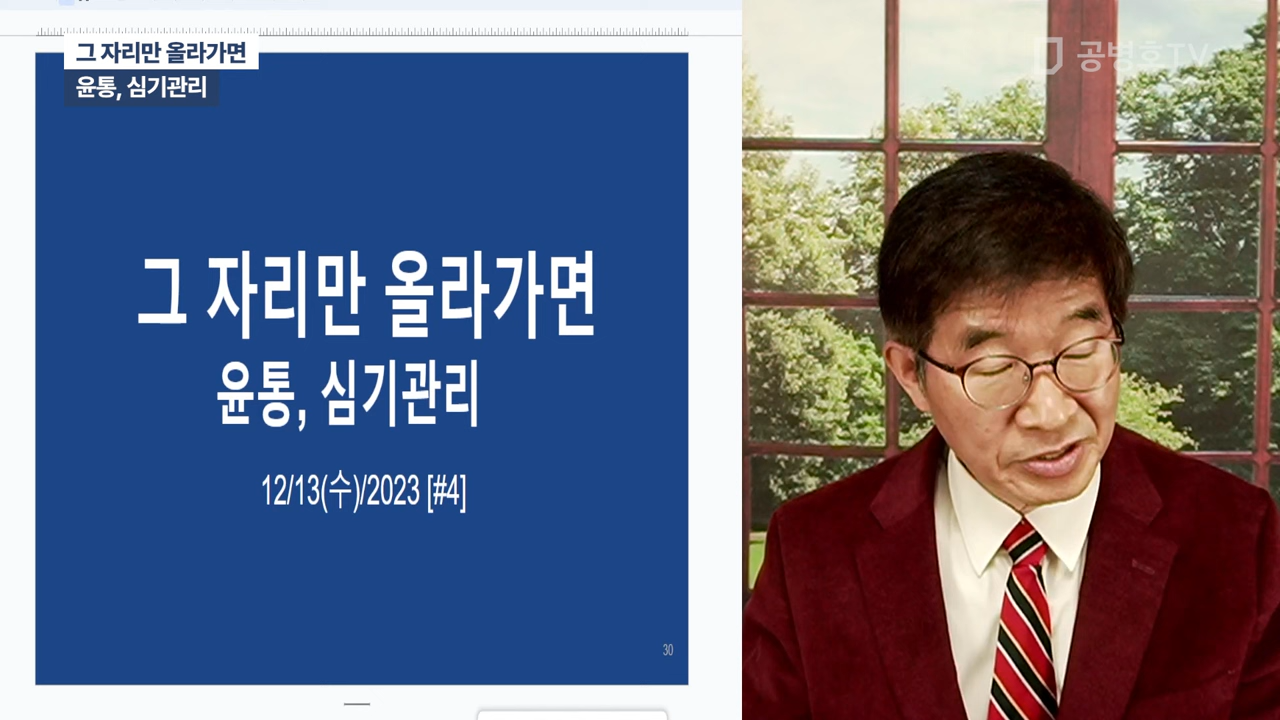 그 자리만 올라가면
윤통, 심기관리
공병호TV
그 자리만 올라가면
윤통, 심기관리
12/13(수)/2023 [#4]
30